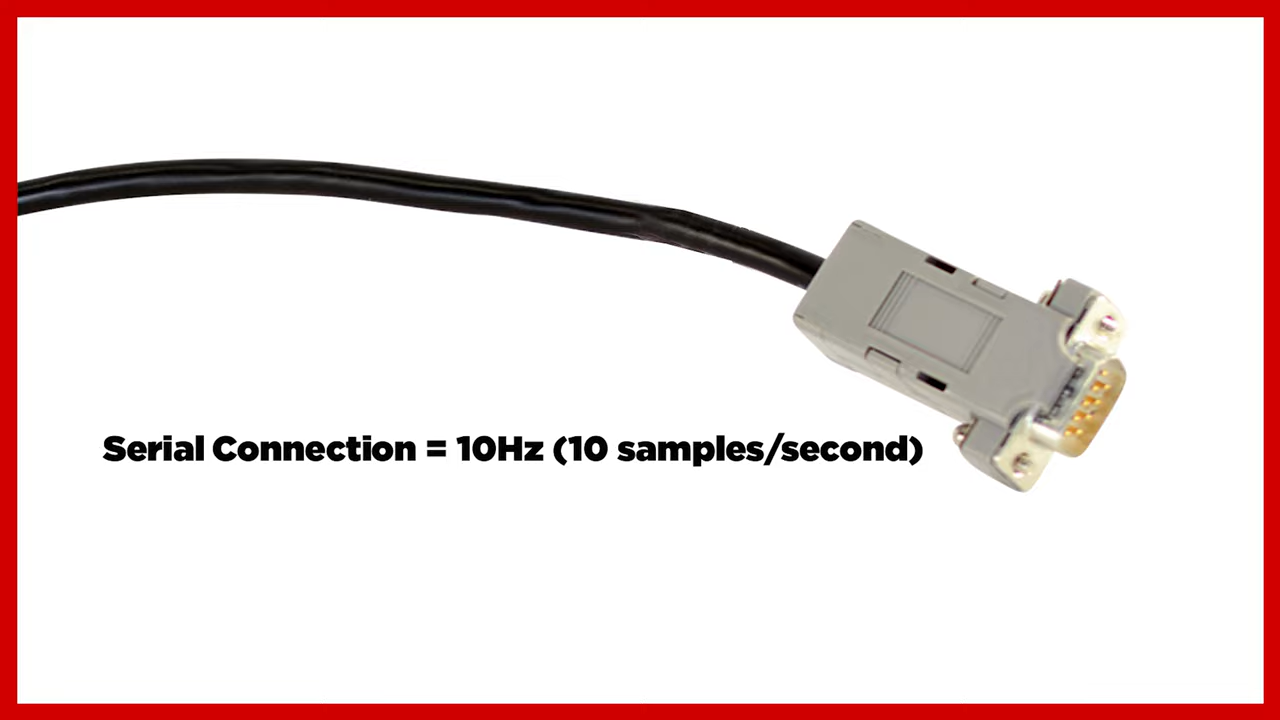 Serial Connection = 10Hz (10 samples/second)